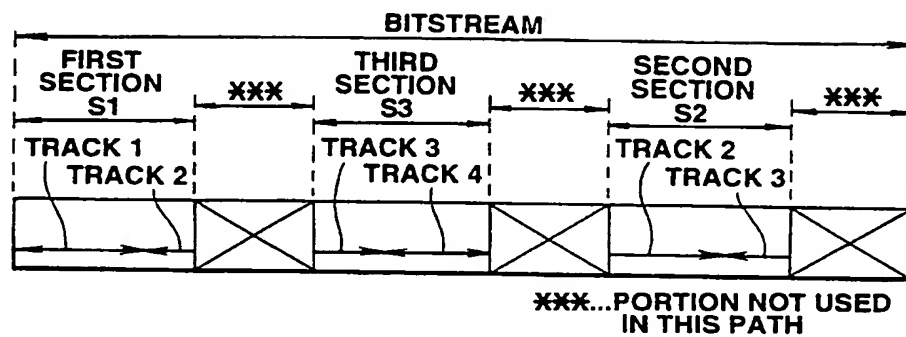 BITSTREAM
FIRST SECTION S1
XXX
THIRD SECTION S3
XXX
SECOND SECTION S2
XXX
TRACK 1
TRACK 2
TRACK 3
TRACK 4
TRACK 2
TRACK 3
XXX...PORTION NOT USED
IN THIS PATH